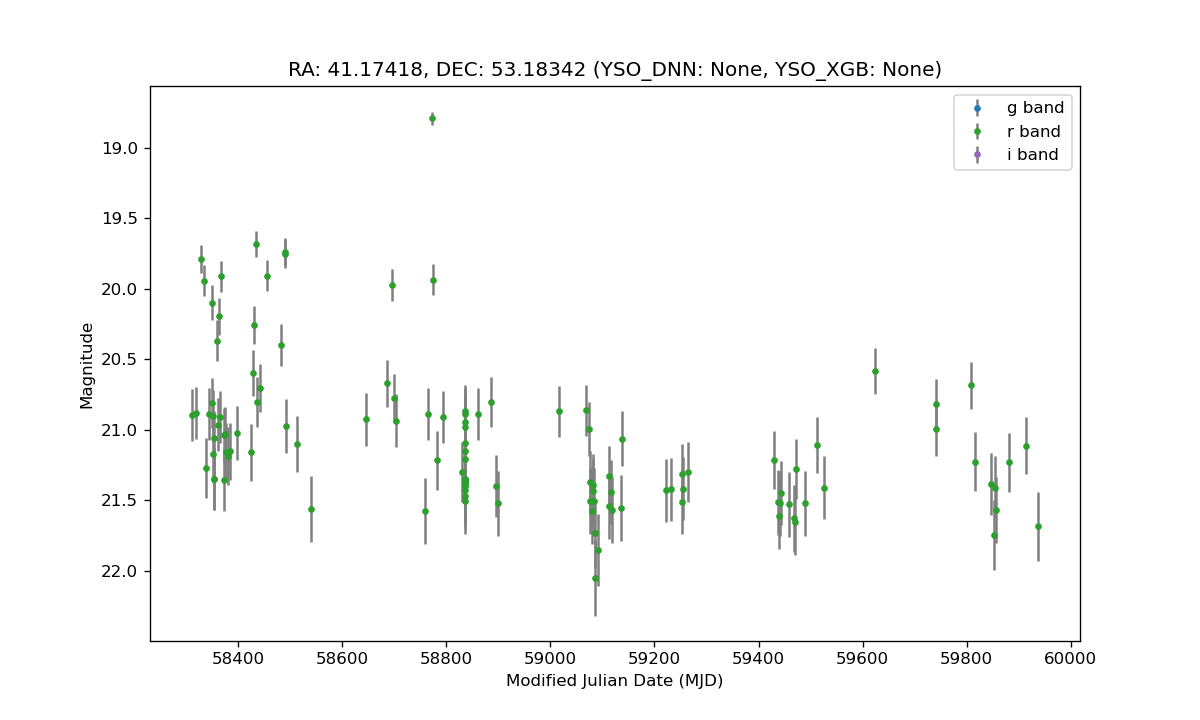 RA: 41.17418, DEC: 53.18342 (YSO_DNN: None, YSO_XGB: None)
g band
r band
i band
19.0
19.5
20.0
20.5
21.0
21.5
22.0
Magnitude
58400 58600 58800 59000 59200 59400 59600 59800 60000
Modified Julian Date (MJD)